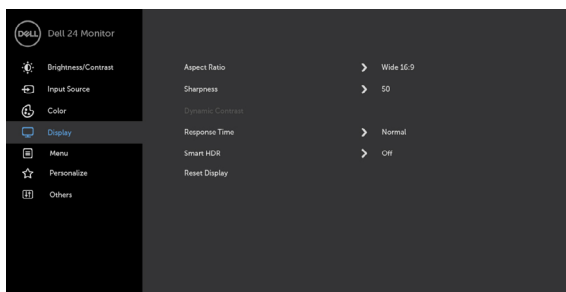 DELL Dell 24 Monitor
Brightness/Contrast
Input Source
Color
Display
Menu
Personalize
Others
Aspect Ratio Wide 16:9
Sharpness 50
Dynamic Contrast
Response Time Normal
Smart HDR Off
Reset Display